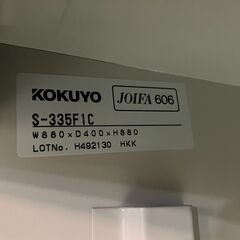 KOKUYO JOIFA 606
S-335F1C
W880×D400×H880
LOTNo. H492130 HKK